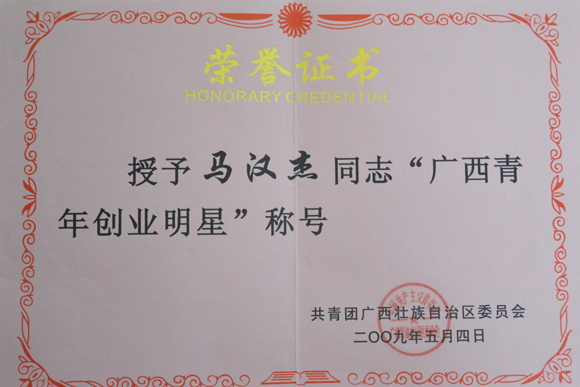 荣誉证书
HONORARY CREDENTIAL
授予 马汉杰 同志“广西青
年创业明星”称号
共青团广西壮族自治区委员会
二〇〇九年五月四日